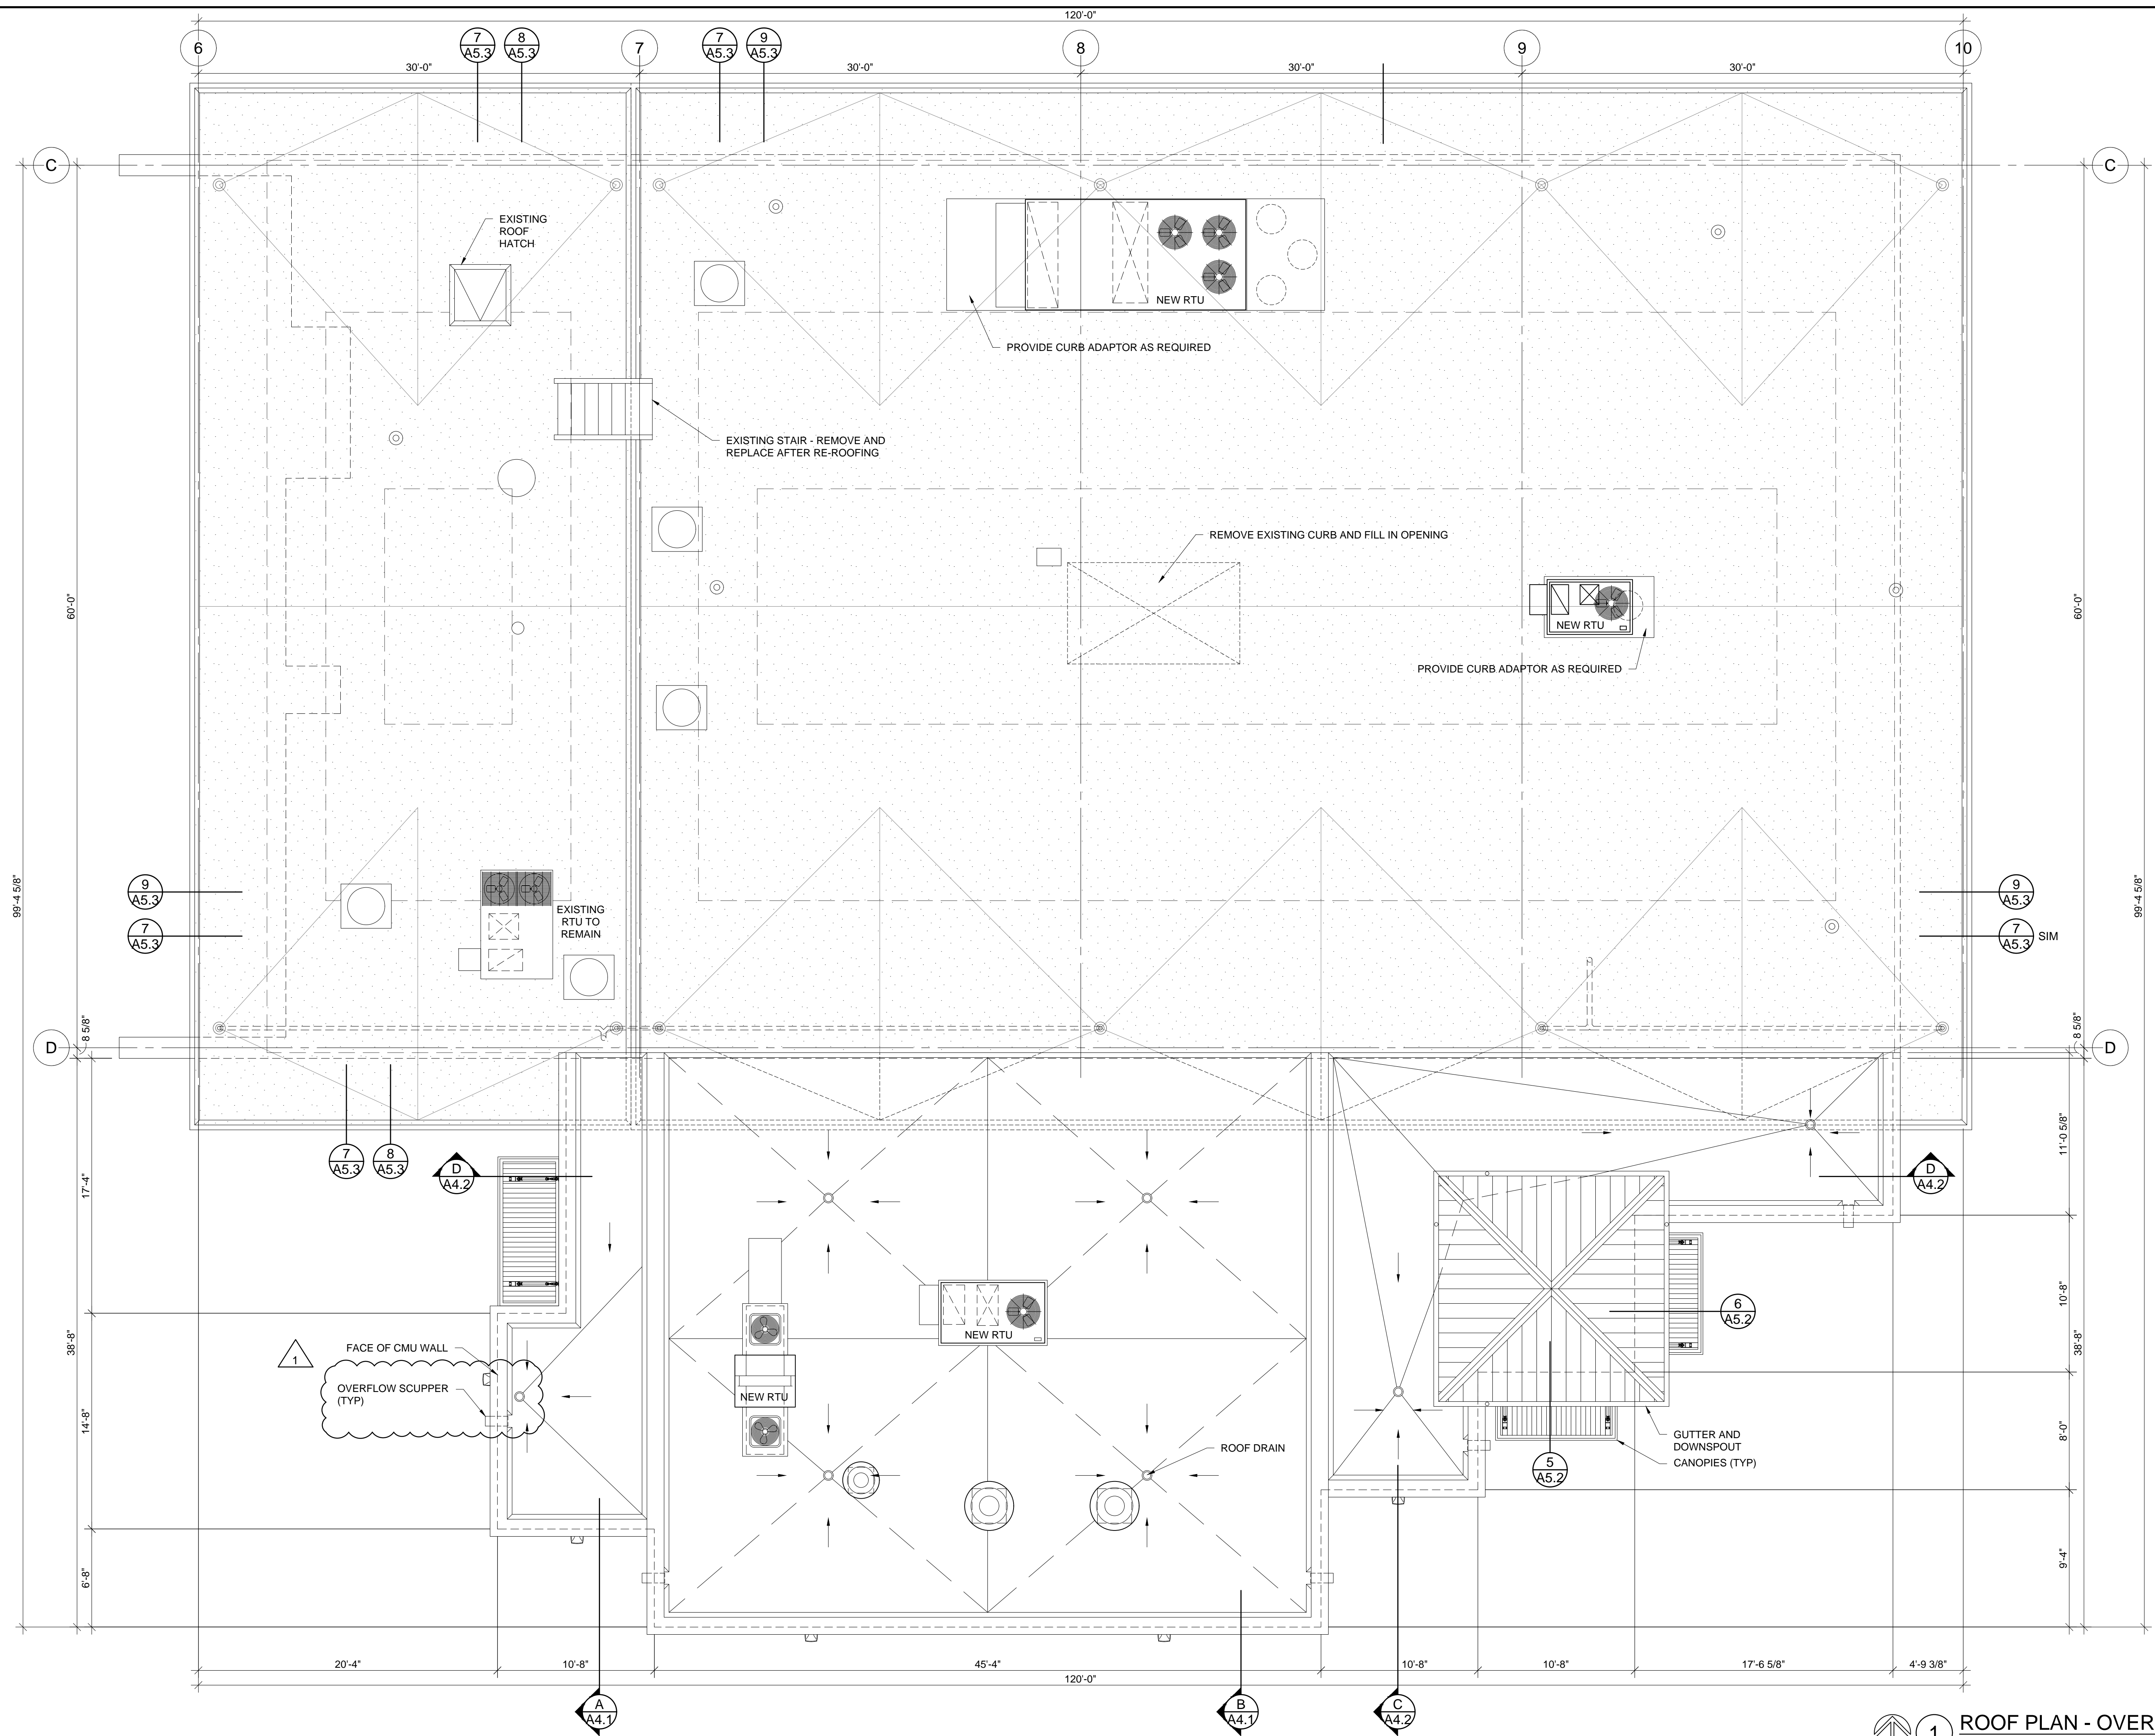 120'-0"
6
7
A5.3
8
A5.3
7
7
A5.3
9
A5.3
8
9
10
30'-0"
30'-0"
30'-0"
30'-0"
C
C
EXISTING
ROOF
HATCH
NEW RTU
PROVIDE CURB ADAPTOR AS REQUIRED
EXISTING STAIR - REMOVE AND
REPLACE AFTER RE-ROOFING
REMOVE EXISTING CURB AND FILL IN OPENING
60'-0"
60'-0"
NEW RTU
PROVIDE CURB ADAPTOR AS REQUIRED
99'-4 5/8"
99'-4 5/8"
9
A5.3
7
A5.3
EXISTING
RTU TO
REMAIN
9
A5.3
7
A5.3
SIM
8 5/8"
8 5/8"
D
D
7
A5.3
8
A5.3
D
A4.2
D
A4.2
17'-4"
11'-0 5/8"
10'-8"
6
A5.2
38'-8"
38'-8"
1
FACE OF CMU WALL
OVERFLOW SCUPPER
(TYP)
NEW RTU
NEW RTU
14'-8"
8'-0"
ROOF DRAIN
GUTTER AND
DOWNSPOUT
CANOPIES (TYP)
5
A5.2
6'-8"
9'-4"
20'-4"
10'-8"
45'-4"
10'-8"
10'-8"
17'-6 5/8"
4'-9 3/8"
120'-0"
A
A4.1
B
A4.1
C
A4.2
1
ROOF PLAN - OVER